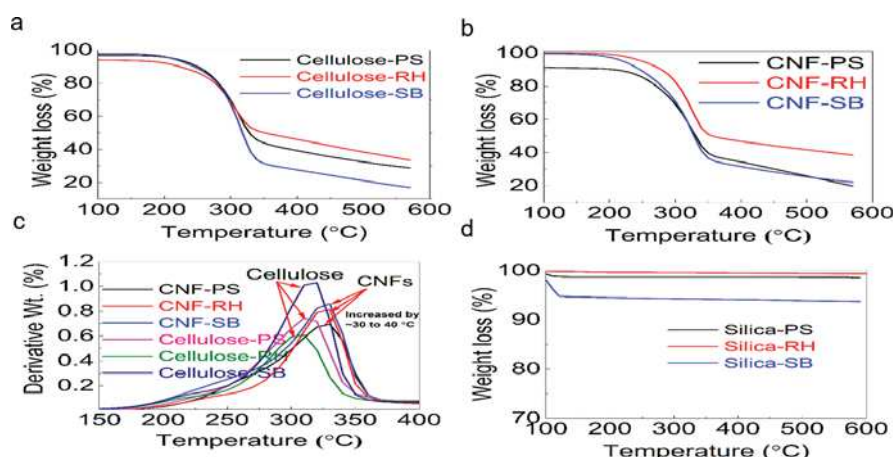 a
100
80
60
40
20
Weight loss (%)
Cellulose-PS
Cellulose-RH
Cellulose-SB
100 200 300 400 500 600
Temperature (°C)
b
100
80
60
40
20
0
Weight loss (%)
CNF-PS
CNF-RH
CNF-SB
100 200 300 400 500 600
Temperature (°C)
c
1.2
1.0
0.8
0.6
0.4
0.2
Derivative Wt. (%)
CNF-PS
CNF-RH
CNF-SB
Cellulose-PS
Cellulose-RH
Cellulose-SB
Cellulose
CNFs
Increased by
~30 to 40 °C
150 200 250 300 350 400
Temperature (°C)
d
100
90
80
70
Weight loss (%)
Silica-PS
Silica-RH
Silica-SB
100 200 300 400 500 600
Temperature (°C)